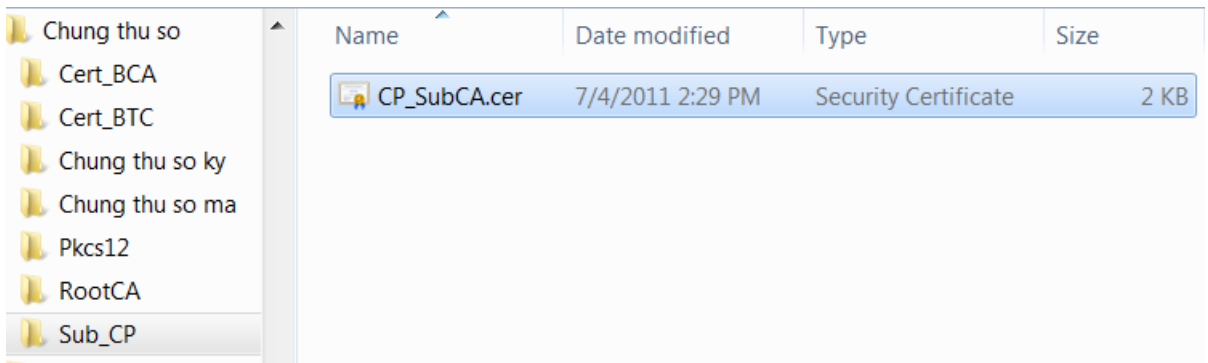 Chung thu so
Cert_BCA
Cert_BTC
Chung thu so ky
Chung thu so ma
Pkcs12
RootCA
Sub_CP
Name Date modified Type Size
CP_SubCA.cer 7/4/2011 2:29 PM Security Certificate 2 KB